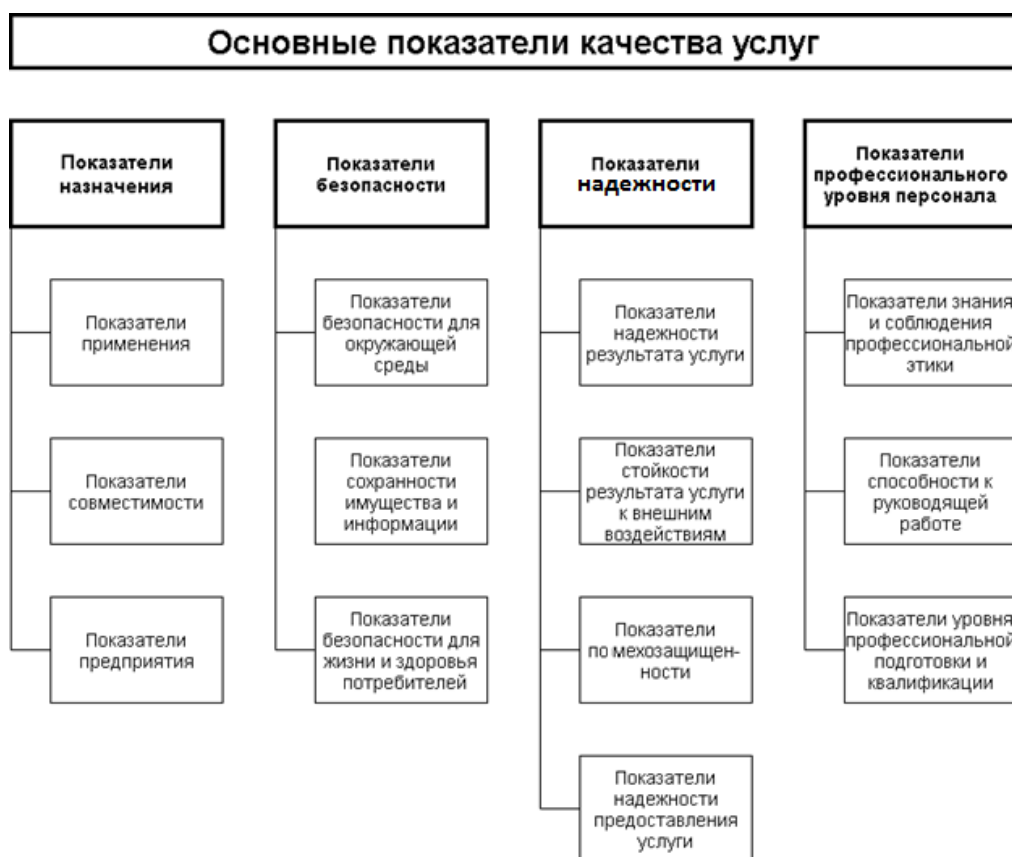 Основные показатели качества услуг
Показатели
назначения
Показатели
применения
Показатели
совместимости
Показатели
предприятия
Показатели
безопасности
Показатели
безопасности для
окружающей
среды
Показатели
сохранности
имущества и
информации
Показатели
безопасности для
жизни и здоровья
потребителей
Показатели
надежности
Показатели
надежности
результата услуги
Показатели
стойкости
результата услуги
к внешним
воздействиям
Показатели
по мехозащищен-
ности
Показатели
надежности
предоставления
услуги
Показатели
профессионального
уровня персонала
Показатели знания
и соблюдения
профессиональной
этики
Показатели
способности к
руководящей
работе
Показатели уровня
профессиональной
подготовки и
квалификации